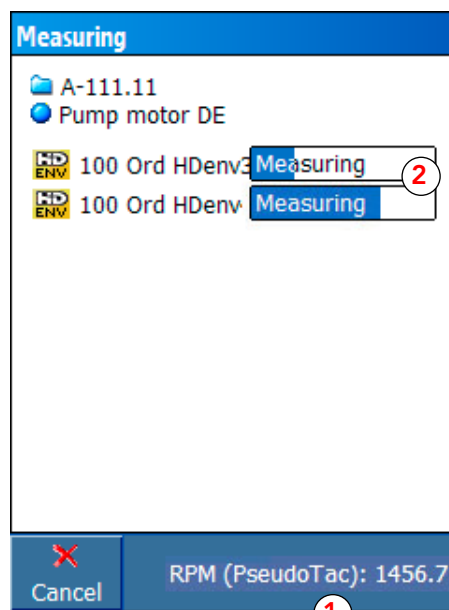 Measuring
A-111.11
Pump motor DE
HD ENV 100 Ord HDenv3 Measuring 2
HD ENV 100 Ord HDenv Measuring
Cancel RPM (PseudoTac): 1456.7
1